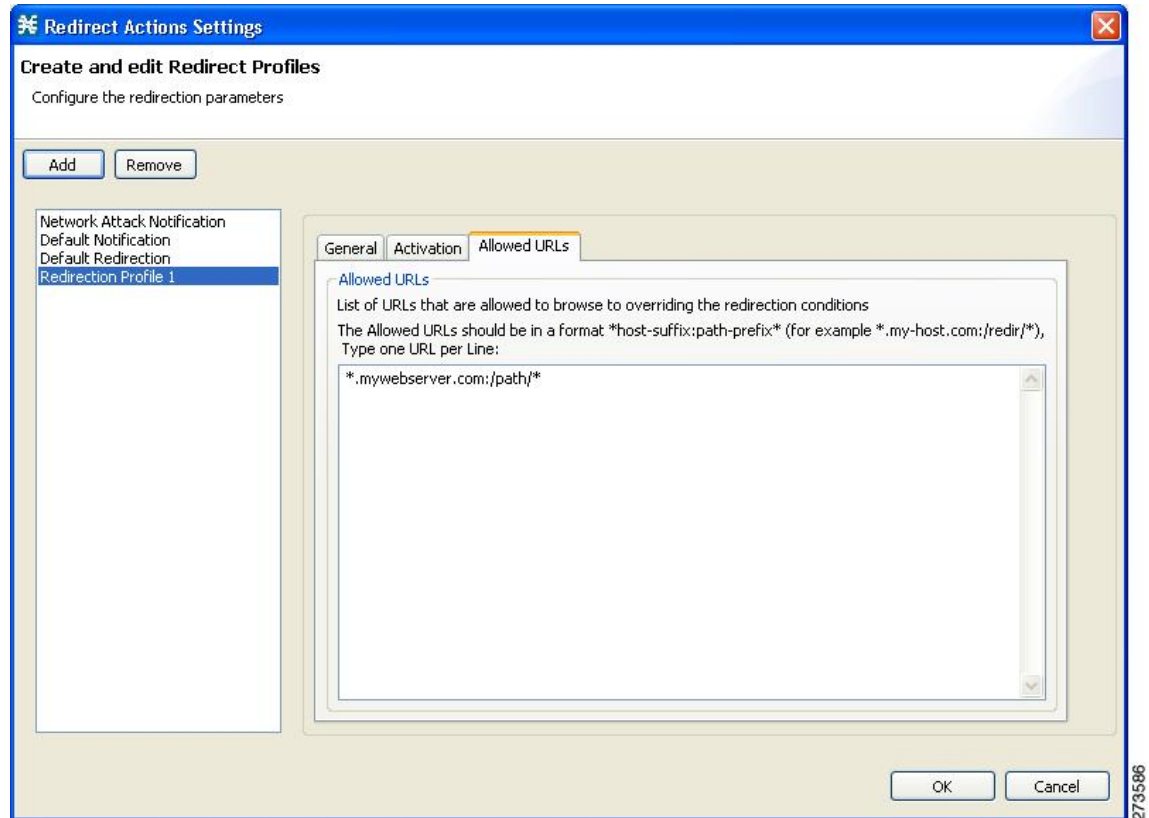 Redirect Actions Settings
Create and edit Redirect Profiles
Configure the redirection parameters
Add
Remove
Network Attack Notification
Default Notification
Default Redirection
Redirection Profile 1
General
Activation
Allowed URLs
Allowed URLs
List of URLs that are allowed to browse to overriding the redirection conditions
The Allowed URLs should be in a format *host-suffix:path-prefix* (for example *.my-host.com:/redir/*),
Type one URL per Line:
*.mywebserver.com:/path/*
OK
Cancel
273586